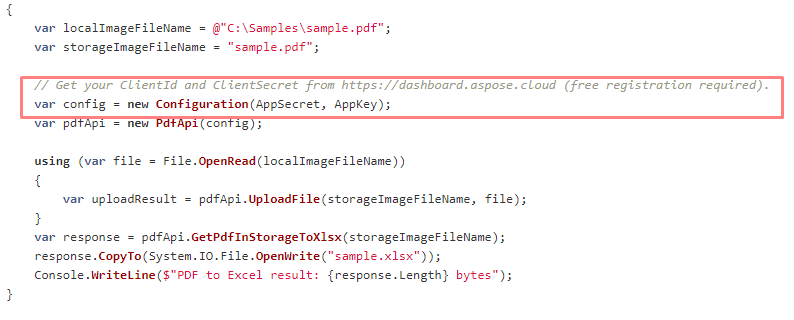 {
var localImageFileName = @"C:\Samples\sample.pdf";
var storageImageFileName = "sample.pdf";
// Get your ClientId and ClientSecret from https://dashboard.aspose.cloud (free registration required).
var config = new Configuration(AppSecret, AppKey);
var pdfApi = new PdfApi(config);
using (var file = File.OpenRead(localImageFileName))
{
var uploadResult = pdfApi.UploadFile(storageImageFileName, file);
}
var response = pdfApi.GetPdfInStorageToXlsx(storageImageFileName);
response.CopyTo(System.IO.File.OpenWrite("sample.xlsx"));
Console.WriteLine($"PDF to Excel result: {response.Length} bytes");
}